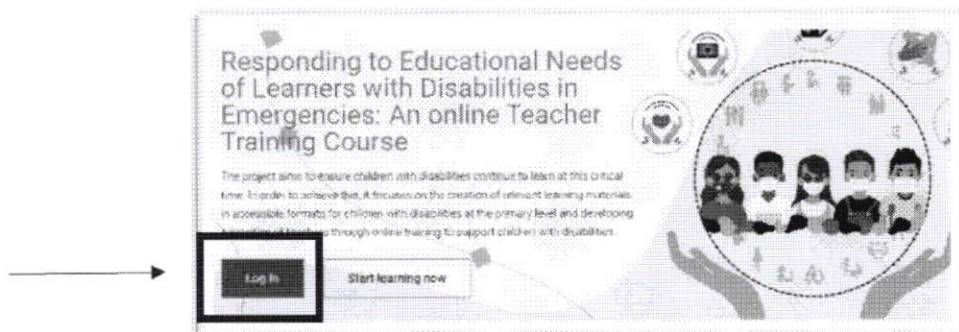 Responding to Educational Needs
of Learners with Disabilities in
Emergencies: An online Teacher
Training Course
The project aims to ensure children with disabilities continue to learn at this critical
time. In order to achieve this, it focuses on the creation of relevant learning materials
in accessible formats for children with disabilities at the primary level and developing
through online training to support children with disabilities.
Log in
Start learning now